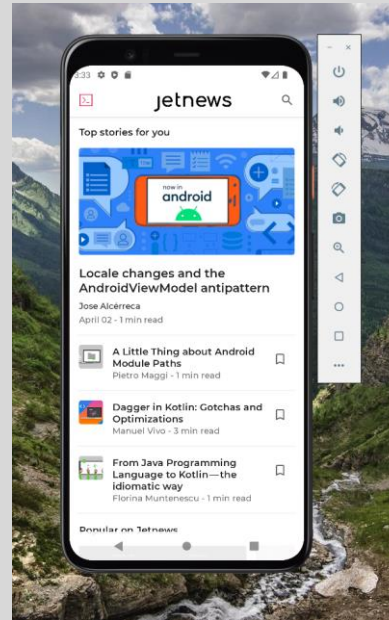 3:33
Jetnews
Top stories for you
now in
android
Locale changes and the
AndroidViewModel antipattern
Jose Alcérreca
April 02 - 1 min read
A Little Thing about Android
Module Paths
Pietro Maggi - 1 min read
Dagger in Kotlin: Gotchas and
Optimizations
Manuel Vivo - 3 min read
From Java Programming
Language to Kotlin—the
idiomatic way
Florina Muntenescu - 1 min read
Popular on Jetnews